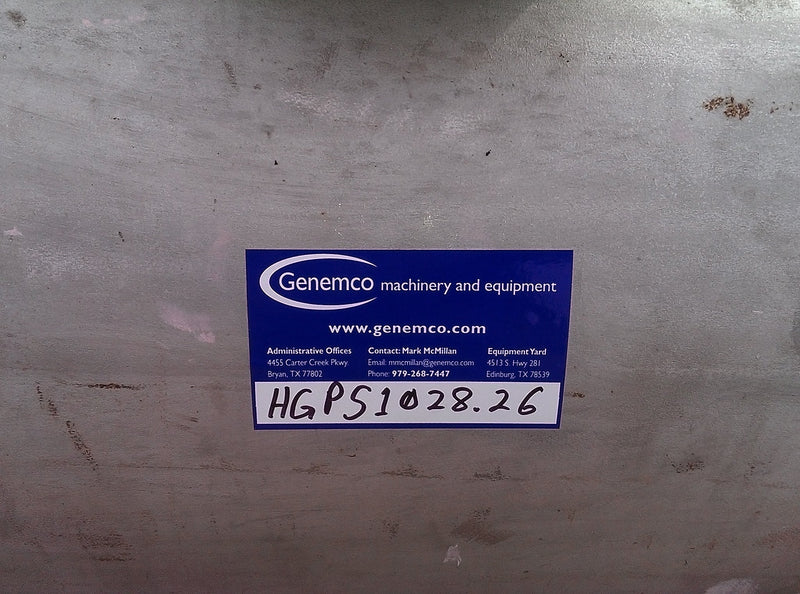 Genemco machinery and equipment
www.genemco.com
Administrative Offices Contact: Mark McMillan Equipment Yard
4455 Carter Creek Pkwy. Email: mmcmillan@genemco.com 4513 S. Hwy 281
Bryan, TX 77802 Phone: 979-268-7447 Edinburg, TX 78539
HGPS1028.26